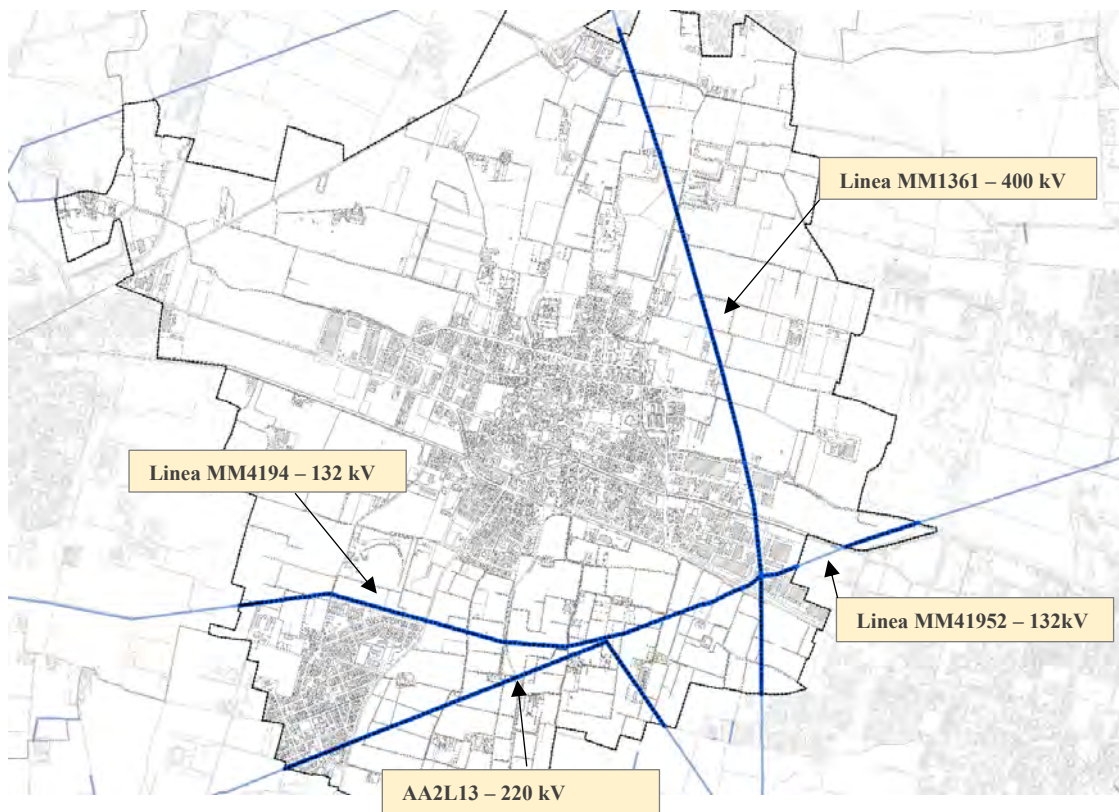 Linea MM1361 – 400 kV
Linea MM4194 – 132 kV
Linea MM41952 – 132kV
AA2L13 – 220 kV